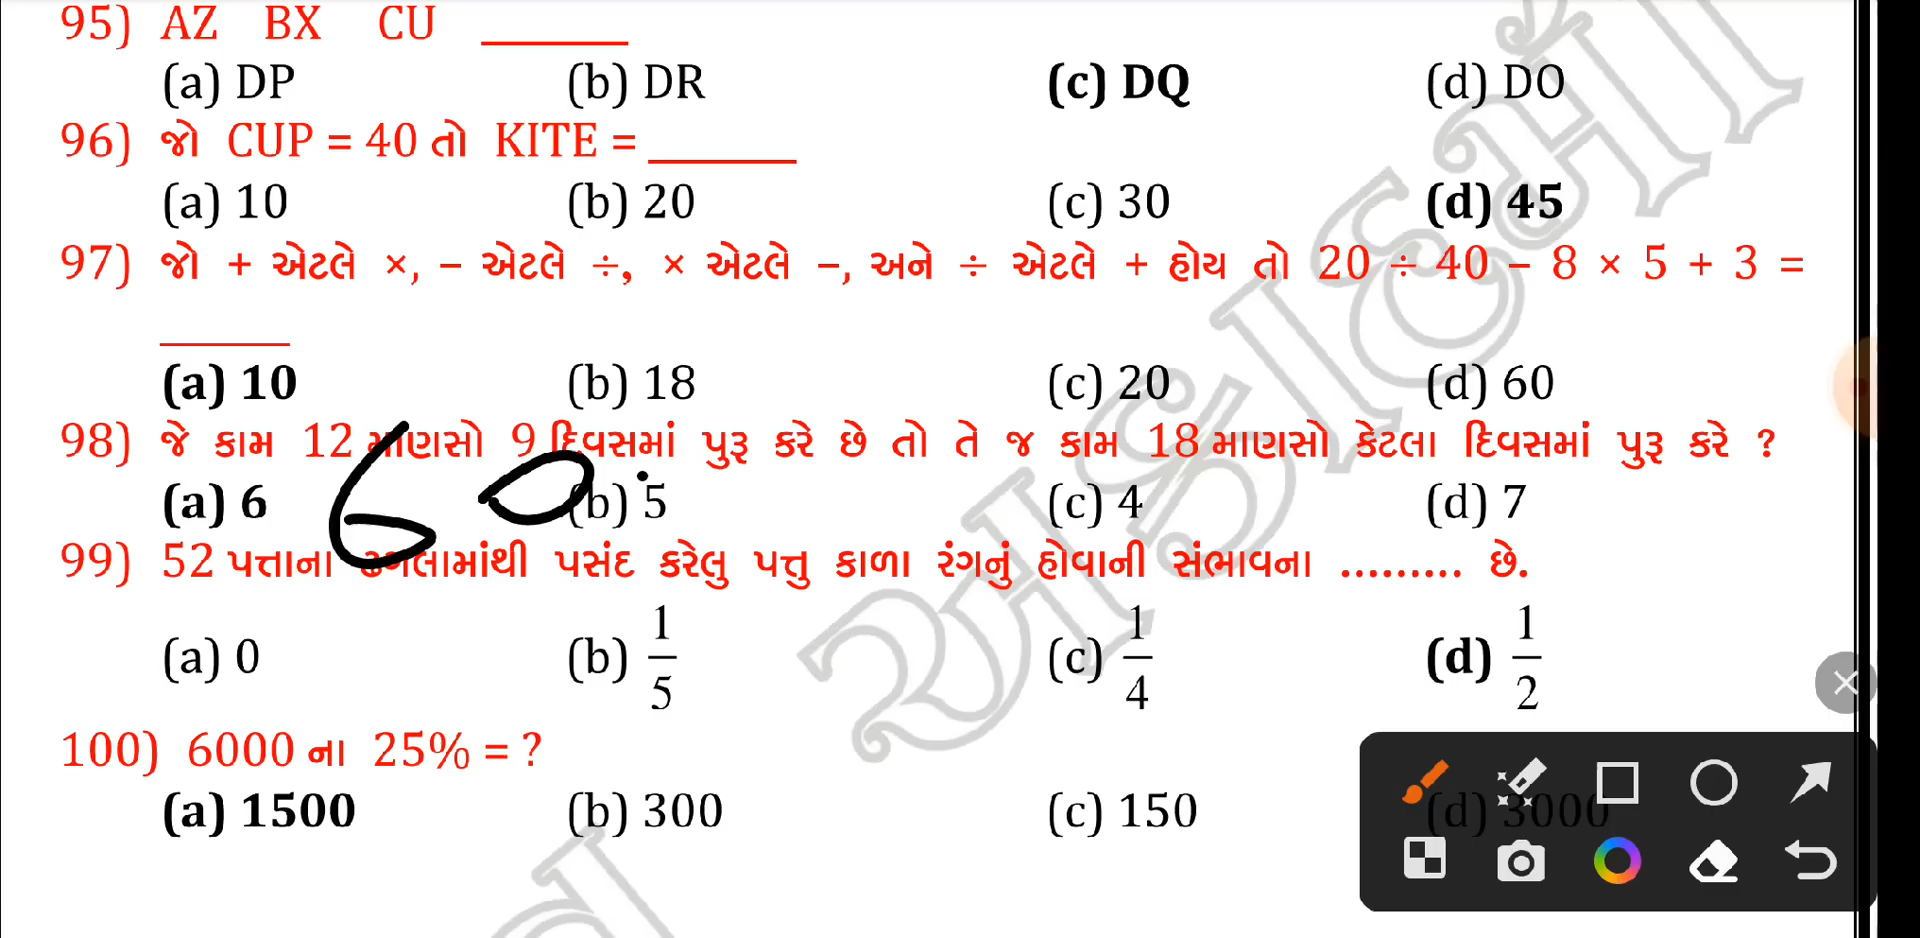 95) AZ BX CU ______
(a) DP (b) DR (c) DQ (d) DO
96) જો CUP = 40 તો KITE = ______
(a) 10 (b) 20 (c) 30 (d) 45
97) જો + એટલે ×, – એટલે ÷, × એટલે –, અને ÷ એટલે + હોય તો 20 ÷ 40 – 8 × 5 + 3 =
______
(a) 10 (b) 18 (c) 20 (d) 60
98) જે કામ 12 માણસો 9 દિવસમાં પુરૂ કરે છે તો તે જ કામ 18 માણસો કેટલા દિવસમાં પુરૂ કરે ?
60
(a) 6 (b) 5 (c) 4 (d) 7
99) 52 પત્તાના ઢગલામાંથી પસંદ કરેલુ પત્તુ કાળા રંગનું હોવાની સંભાવના ......... છે.
(a) 0 (b) 1/5 (c) 1/4 (d) 1/2
100) 6000 ના 25% = ?
(a) 1500 (b) 300 (c) 150 (d) 3000